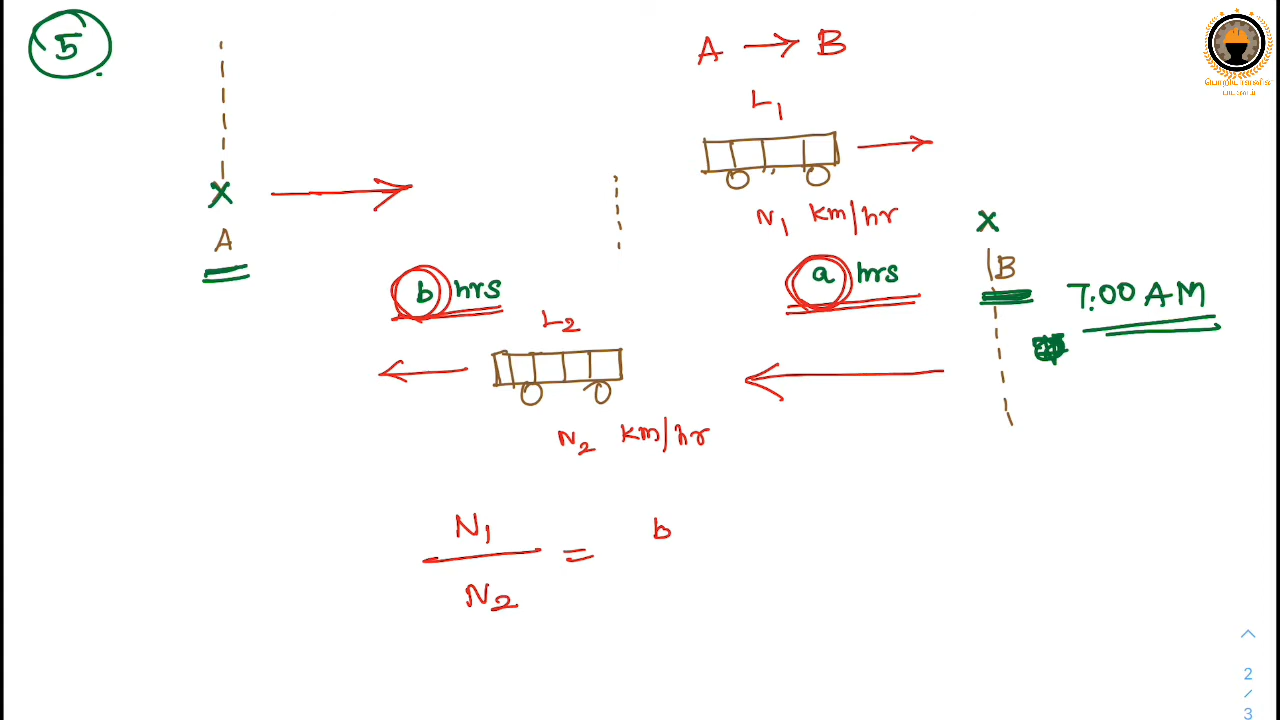 5.
A → B
L1
X
N1 km/hr
X
A
B
b hrs
a hrs
7:00 AM
L2
N2 km/hr
N1 / N2 = b
2
/
3